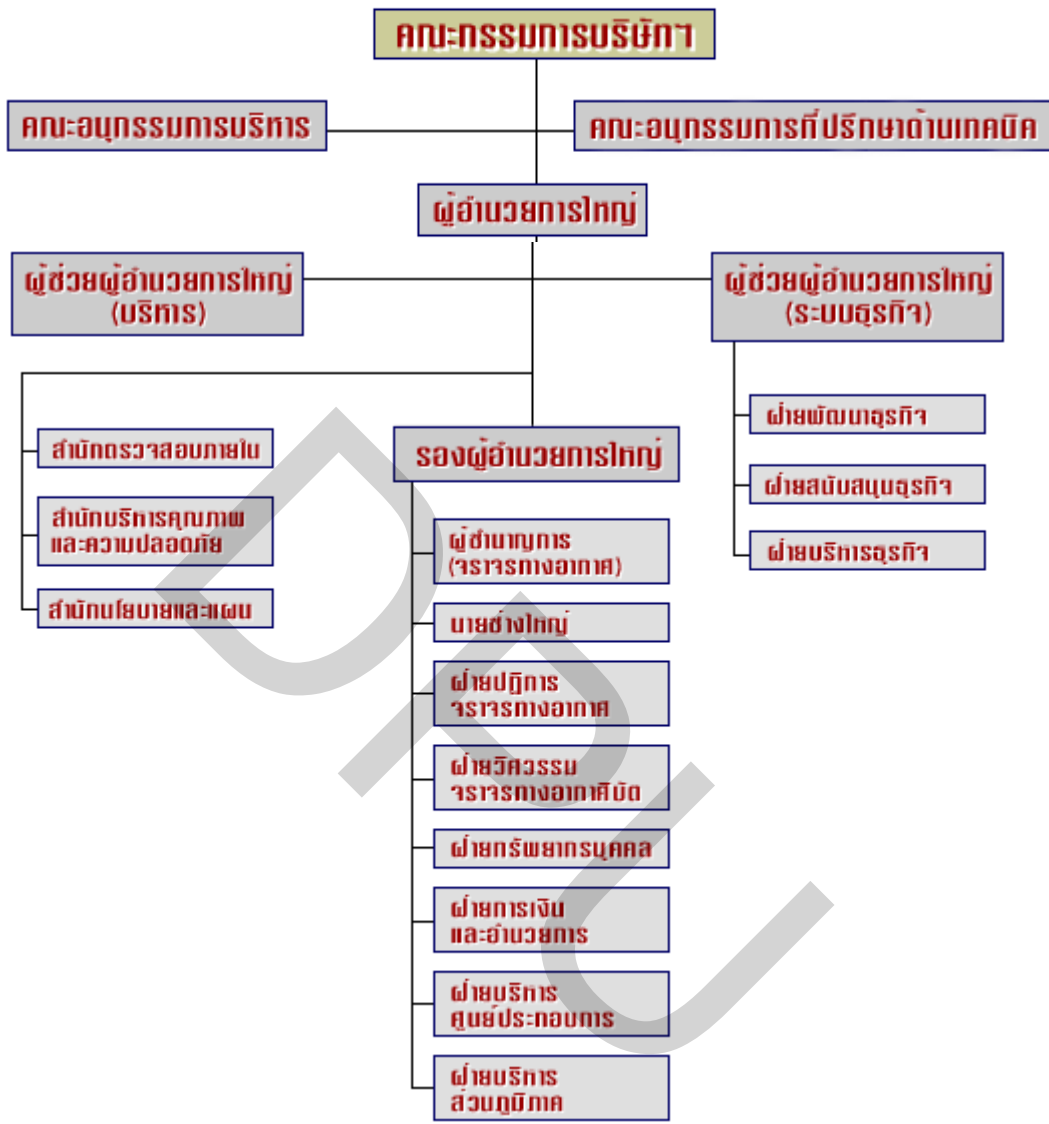 คณะกรรมการบริษัทฯ
คณะอนุกรรมการบริหาร
คณะอนุกรรมการที่ปรึกษาด้านเทคนิค
ผู้อำนวยการใหญ่
ผู้ช่วยผู้อำนวยการใหญ่
(บริหาร)
ผู้ช่วยผู้อำนวยการใหญ่
(ระบบธุรกิจ)
สำนักตรวจสอบภายใน
สำนักบริหารคุณภาพ
และความปลอดภัย
สำนักนโยบายและแผน
รองผู้อำนวยการใหญ่
ผู้ชำนาญการ
(จราจรทางอากาศ)
นายช่างใหญ่
ฝ่ายปฏิการ
จราจรทางอากาศ
ฝ่ายวิศวรรม
จราจรทางอากาศบัด
ฝ่ายทรัพยากรบุคคล
ฝ่ายการเงิน
และอำนวยการ
ฝ่ายบริหาร
ศูนย์ประกอบการ
ฝ่ายบริหาร
ส่วนภูมิภาค
ฝ่ายพัฒนาธุรกิจ
ฝ่ายสนับสนุนธุรกิจ
ฝ่ายบริหารธุรกิจ
DPU